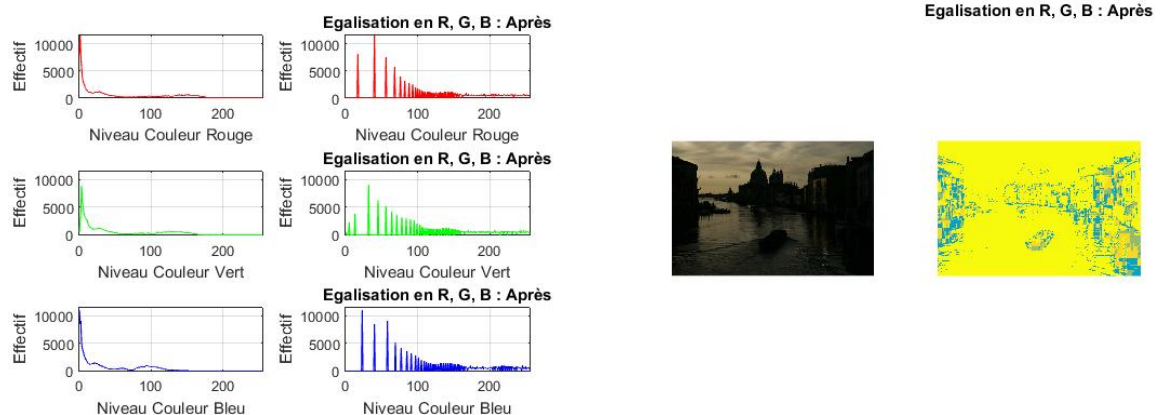 Egalisation en R, G, B : Après
10000
5000
0
Effectif
0 100 200
Niveau Couleur Rouge
10000
5000
0
Effectif
0 100 200
Niveau Couleur Rouge
Egalisation en R, G, B : Après
10000
5000
0
Effectif
0 100 200
Niveau Couleur Vert
10000
5000
0
Effectif
0 100 200
Niveau Couleur Vert
Egalisation en R, G, B : Après
10000
5000
0
Effectif
0 100 200
Niveau Couleur Bleu
10000
5000
0
Effectif
0 100 200
Niveau Couleur Bleu
Egalisation en R, G, B : Après